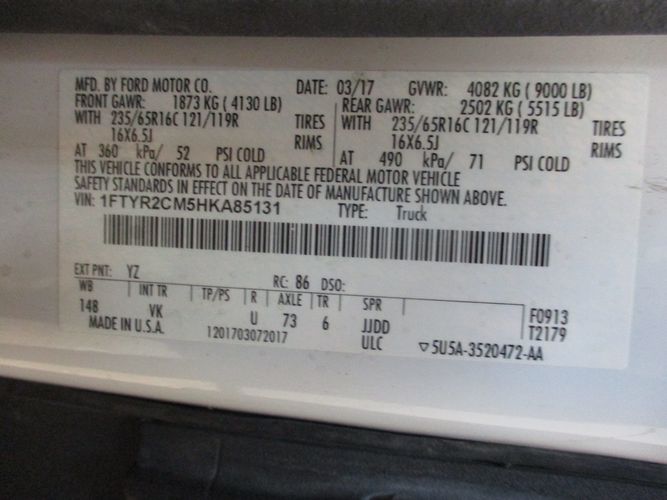 MFD. BY FORD MOTOR CO. DATE: 03/17 GVWR: 4082 KG ( 9000 LB)
FRONT GAWR: 1873 KG ( 4130 LB) REAR GAWR: 2502 KG ( 5515 LB)
WITH 235/65R16C 121/119R TIRES WITH 235/65R16C 121/119R TIRES
16X6.5J RIMS 16X6.5J RIMS
AT 360 kPa/ 52 PSI COLD AT 490 kPa/ 71 PSI COLD
THIS VEHICLE CONFORMS TO ALL APPLICABLE FEDERAL MOTOR VEHICLE
SAFETY STANDARDS IN EFFECT ON THE DATE OF MANUFACTURE SHOWN ABOVE.
VIN: 1FTYR2CM5HKA85131 TYPE: Truck
EXT PNT: YZ RC: 86 DSO:
WB INT TR TP/PS R AXLE TR SPR F0913
148 VK U 73 6 JJDD T2179
MADE IN U.S.A. 1201703072017 ULC ▽5U5A-3520472-AA